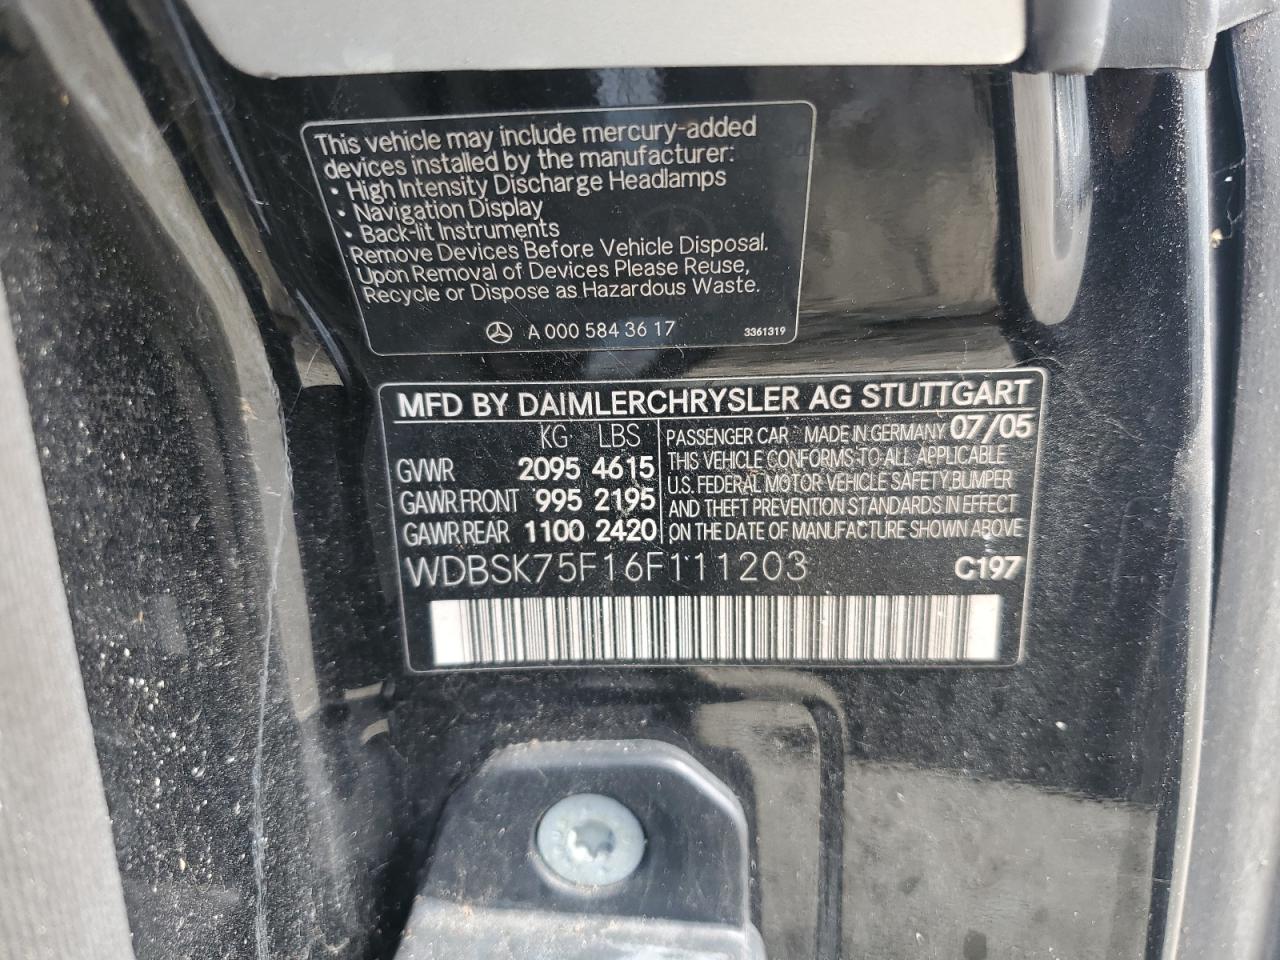 This vehicle may include mercury-added
devices installed by the manufacturer:
• High Intensity Discharge Headlamps
• Navigation Display
• Back-lit Instruments
Remove Devices Before Vehicle Disposal.
Upon Removal of Devices Please Reuse,
Recycle or Dispose as Hazardous Waste.
A 000 584 36 17 3361319
MFD BY DAIMLERCHRYSLER AG STUTTGART
KG LBS
GVWR 2095 4615
GAWR FRONT 995 2195
GAWR REAR 1100 2420
PASSENGER CAR MADE IN GERMANY 07/05
THIS VEHICLE CONFORMS TO ALL APPLICABLE
U.S. FEDERAL MOTOR VEHICLE SAFETY, BUMPER
AND THEFT PREVENTION STANDARDS IN EFFECT
ON THE DATE OF MANUFACTURE SHOWN ABOVE
WDBSK75F16F111203 C197